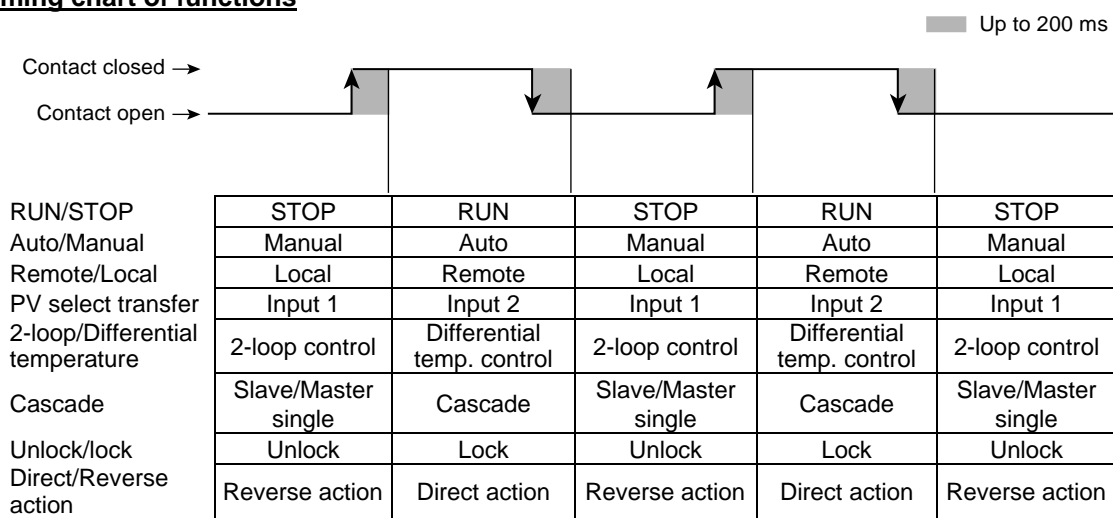 ming chart of functions
Up to 200 ms
Contact closed →
Contact open →
RUN/STOP STOP RUN STOP RUN STOP
Auto/Manual Manual Auto Manual Auto Manual
Remote/Local Local Remote Local Remote Local
PV select transfer Input 1 Input 2 Input 1 Input 2 Input 1
2-loop/Differential temperature 2-loop control Differential temp. control 2-loop control Differential temp. control 2-loop control
Cascade Slave/Master single Cascade Slave/Master single Cascade Slave/Master single
Unlock/lock Unlock Lock Unlock Lock Unlock
Direct/Reverse action Reverse action Direct action Reverse action Direct action Reverse action